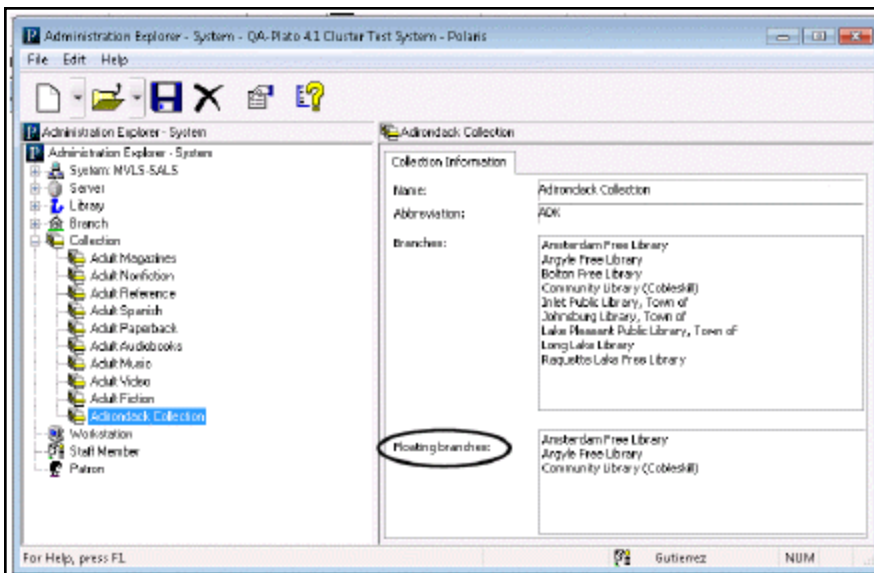 Administration Explorer - System - QA-Plato 4.1 Cluster Test System - Polaris
File Edit Help
Administration Explorer - System
Administration Explorer - System
System: MVLS-SALS
Server
Library
Branch
Collection
Adult Magazines
Adult Nonfiction
Adult Reference
Adult Spanish
Adult Paperback
Adult Audiobooks
Adult Music
Adult Video
Adult Fiction
Adirondack Collection
Workstation
Staff Member
Patron
Adirondack Collection
Collection Information
Name: Adirondack Collection
Abbreviation: ADK
Branches: Amsterdam Free Library
Argyle Free Library
Bolton Free Library
Community Library (Cobleskill)
Inlet Public Library, Town of
Johnsburg Library, Town of
Lake Pleasant Public Library, Town of
Long Lake Library
Raquette Lake Free Library
Floating branches: Amsterdam Free Library
Argyle Free Library
Community Library (Cobleskill)
For Help, press F1
Gutierrez NUM